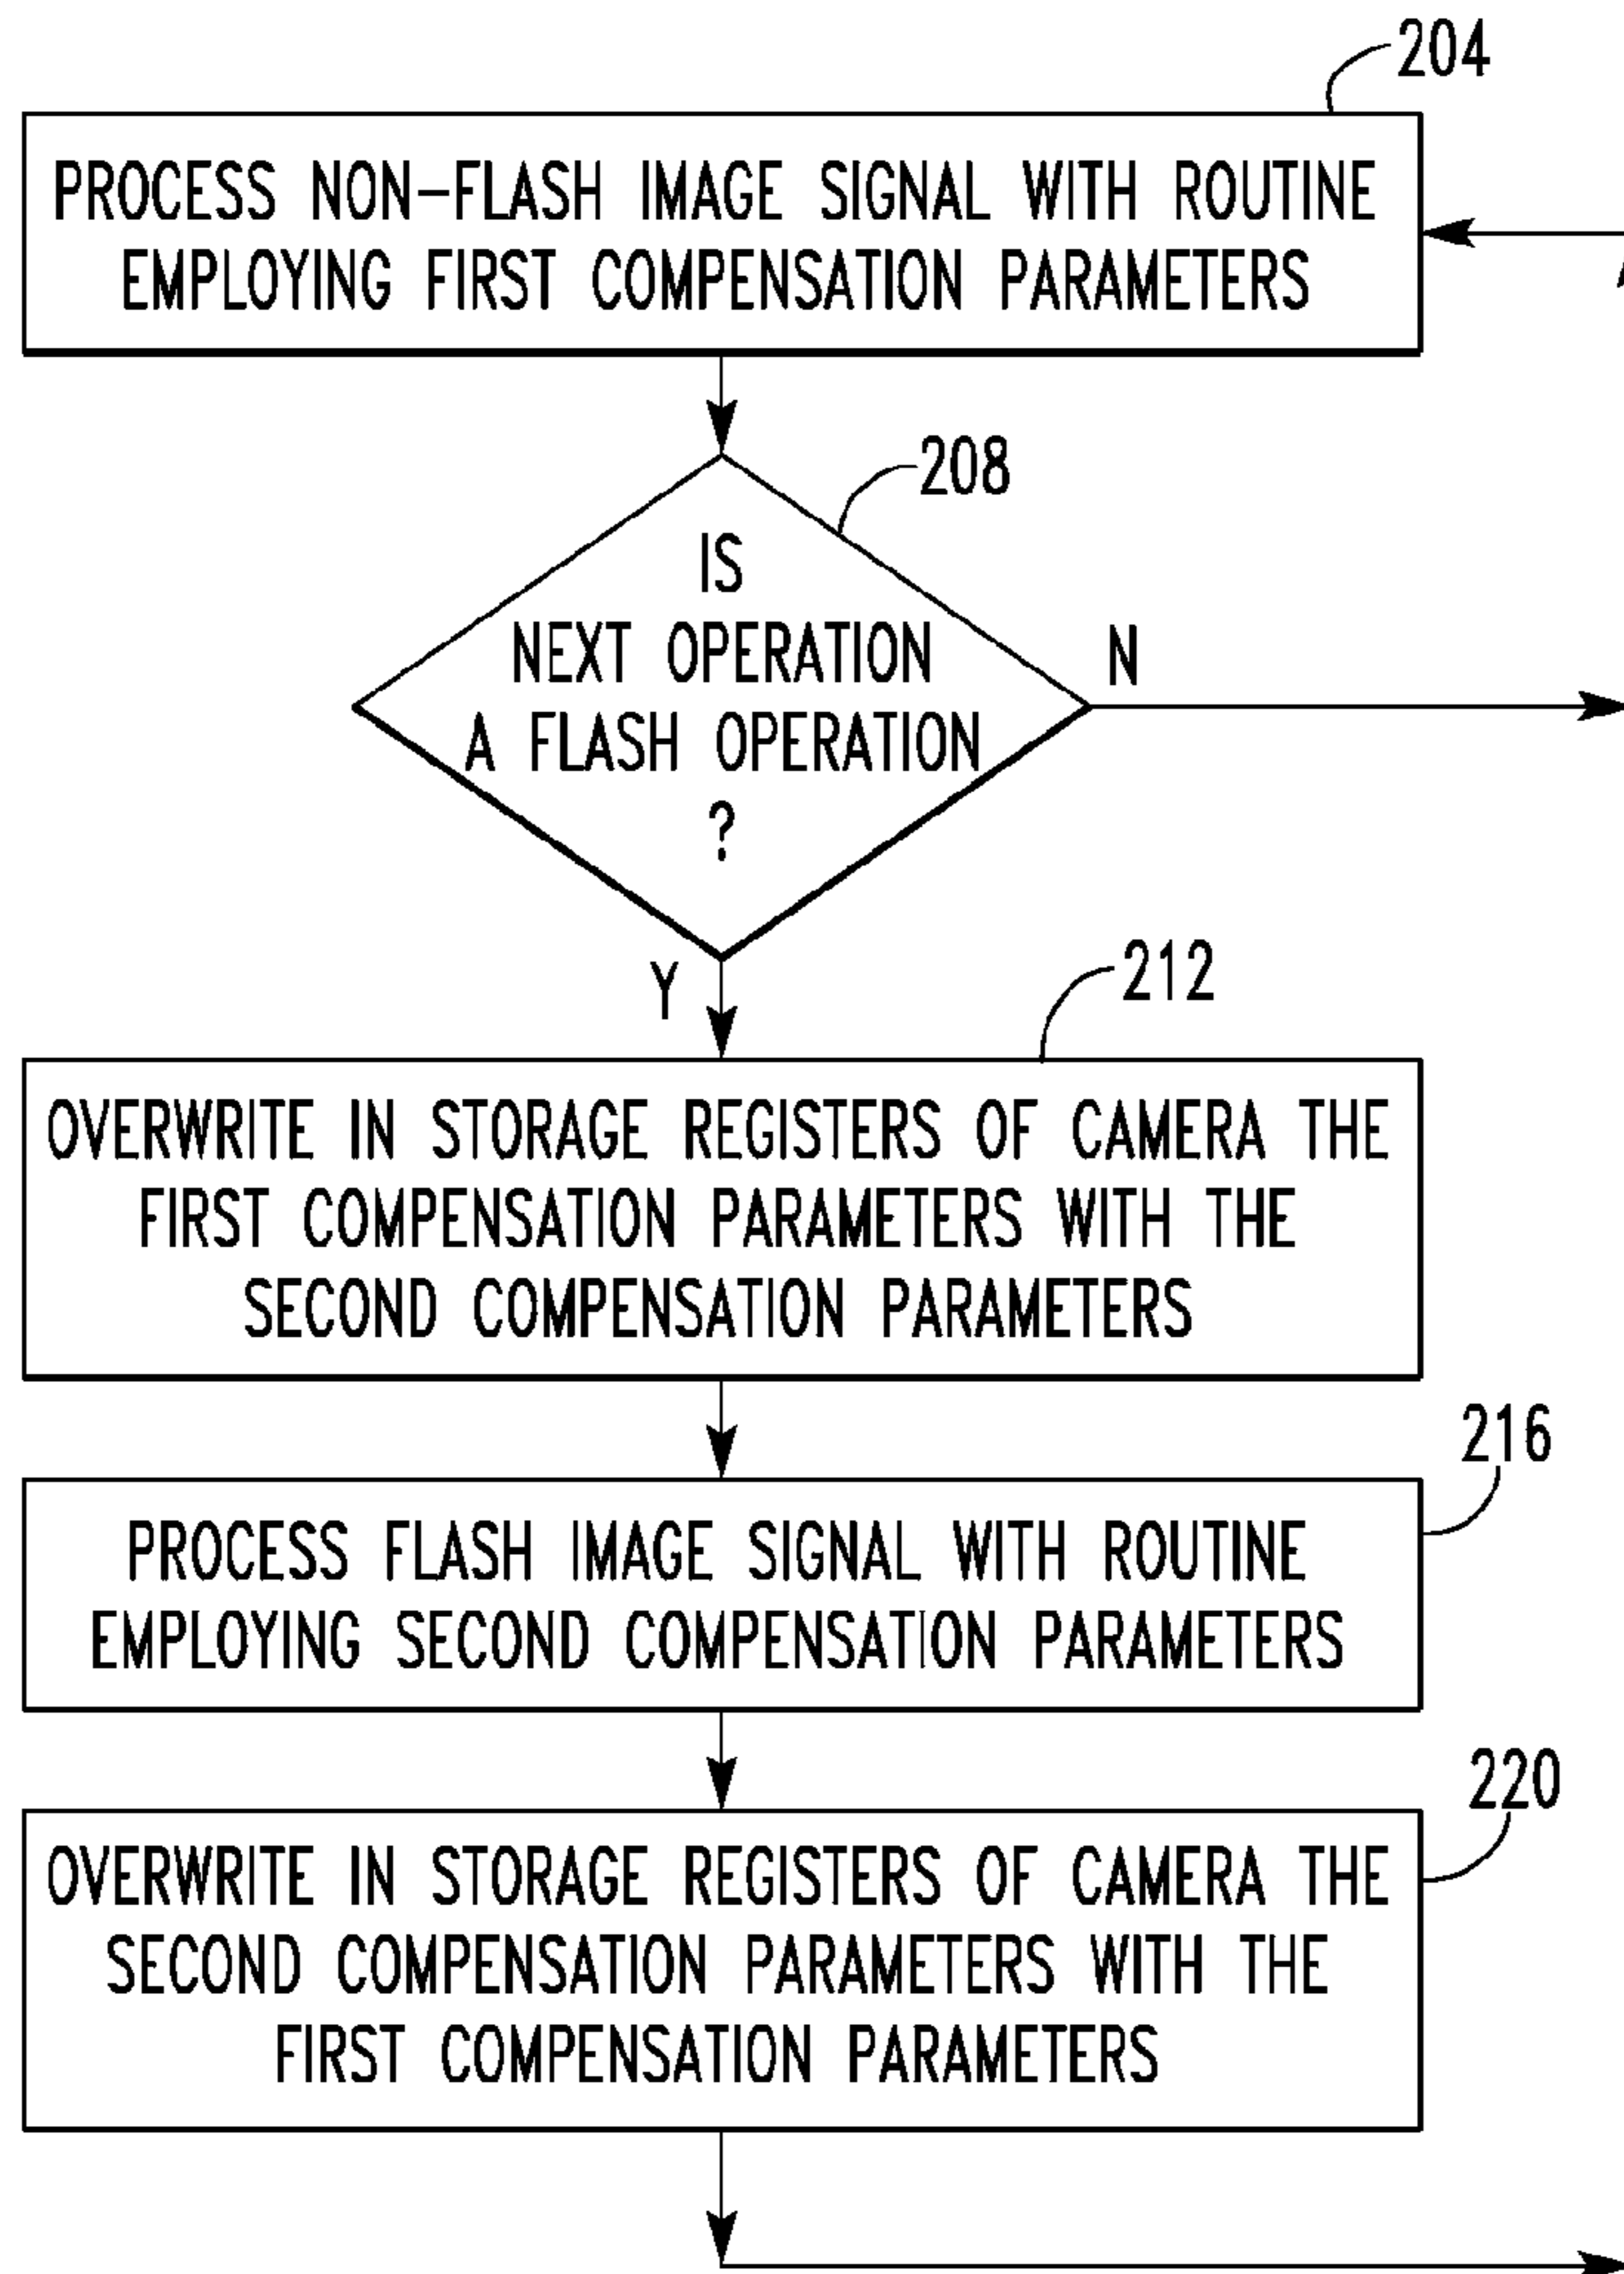 204
PROCESS NON-FLASH IMAGE SIGNAL WITH ROUTINE
EMPLOYING FIRST COMPENSATION PARAMETERS
208
IS
NEXT OPERATION
A FLASH OPERATION
?
N
Y
212
OVERWRITE IN STORAGE REGISTERS OF CAMERA THE
FIRST COMPENSATION PARAMETERS WITH THE
SECOND COMPENSATION PARAMETERS
216
PROCESS FLASH IMAGE SIGNAL WITH ROUTINE
EMPLOYING SECOND COMPENSATION PARAMETERS
220
OVERWRITE IN STORAGE REGISTERS OF CAMERA THE
SECOND COMPENSATION PARAMETERS WITH THE
FIRST COMPENSATION PARAMETERS